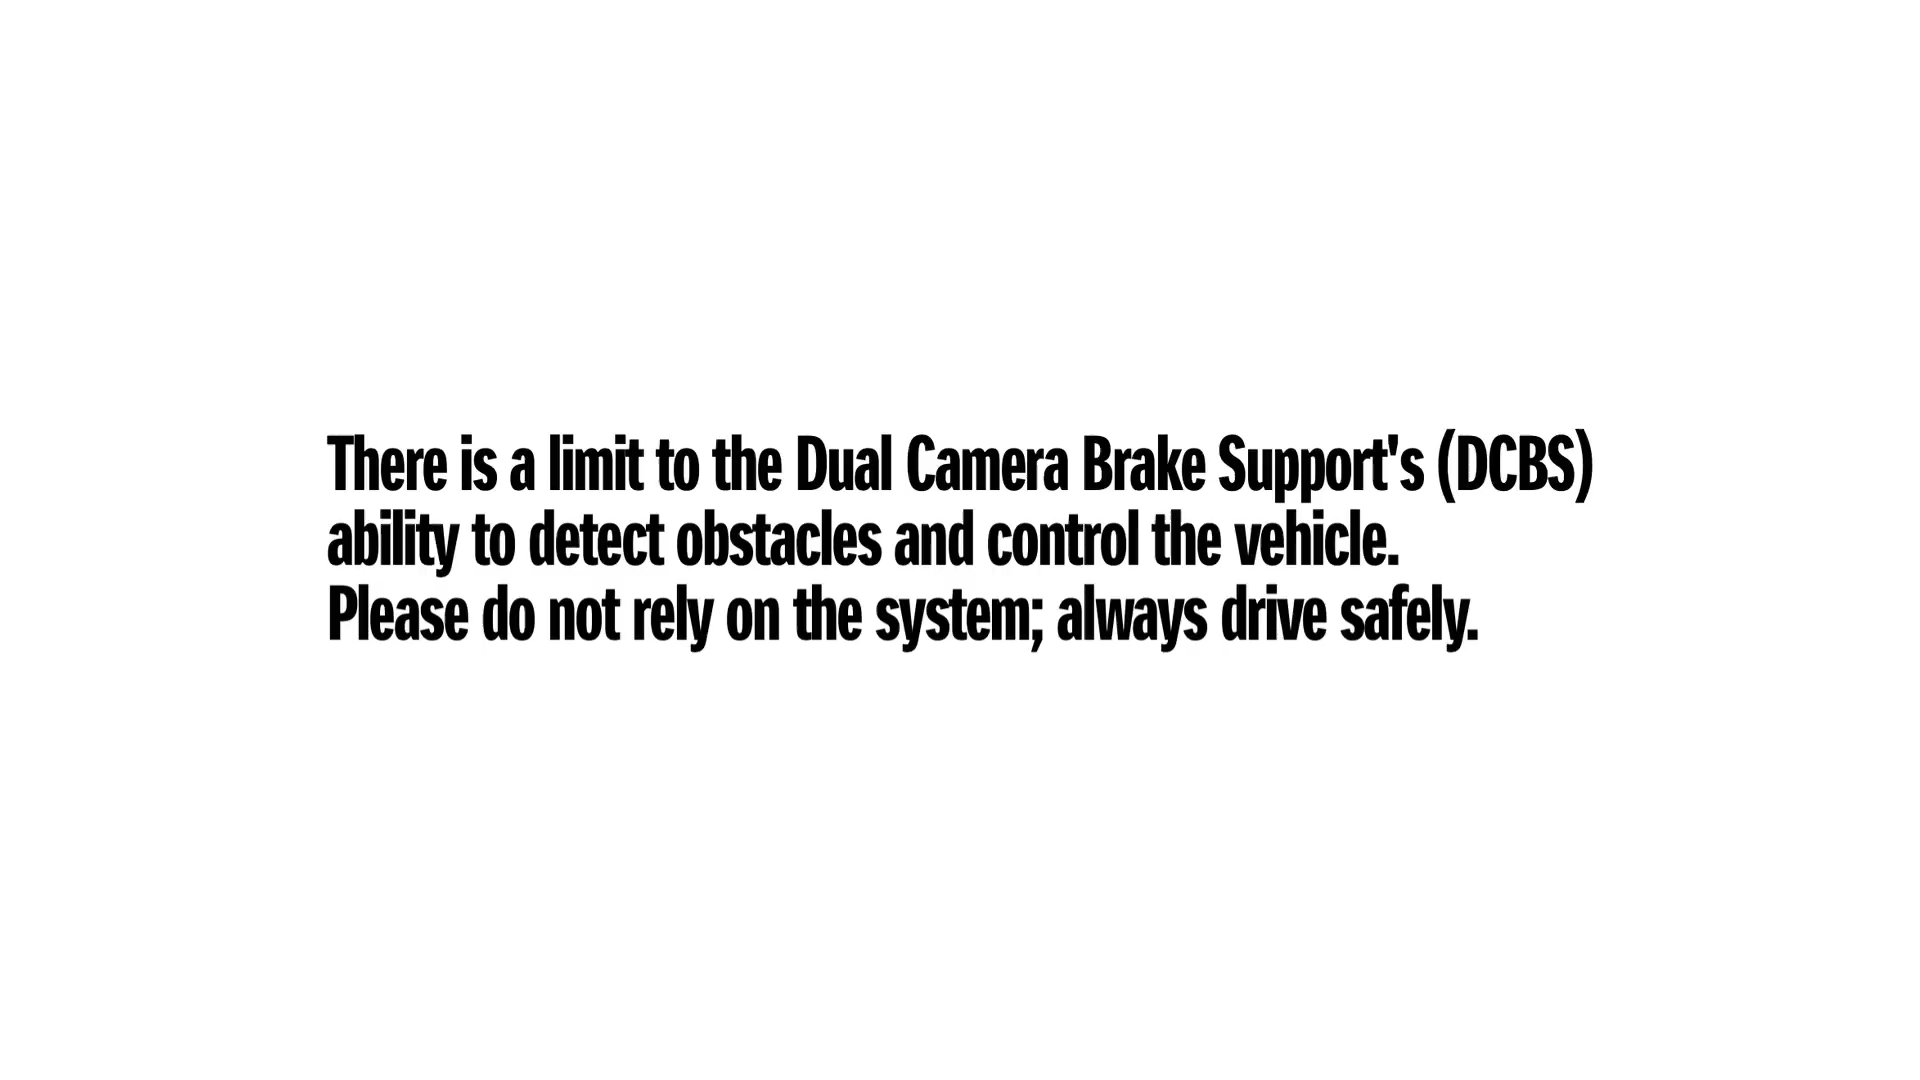 There is a limit to the Dual Camera Brake Support's (DCBS)
ability to detect obstacles and control the vehicle.
Please do not rely on the system; always drive safely.